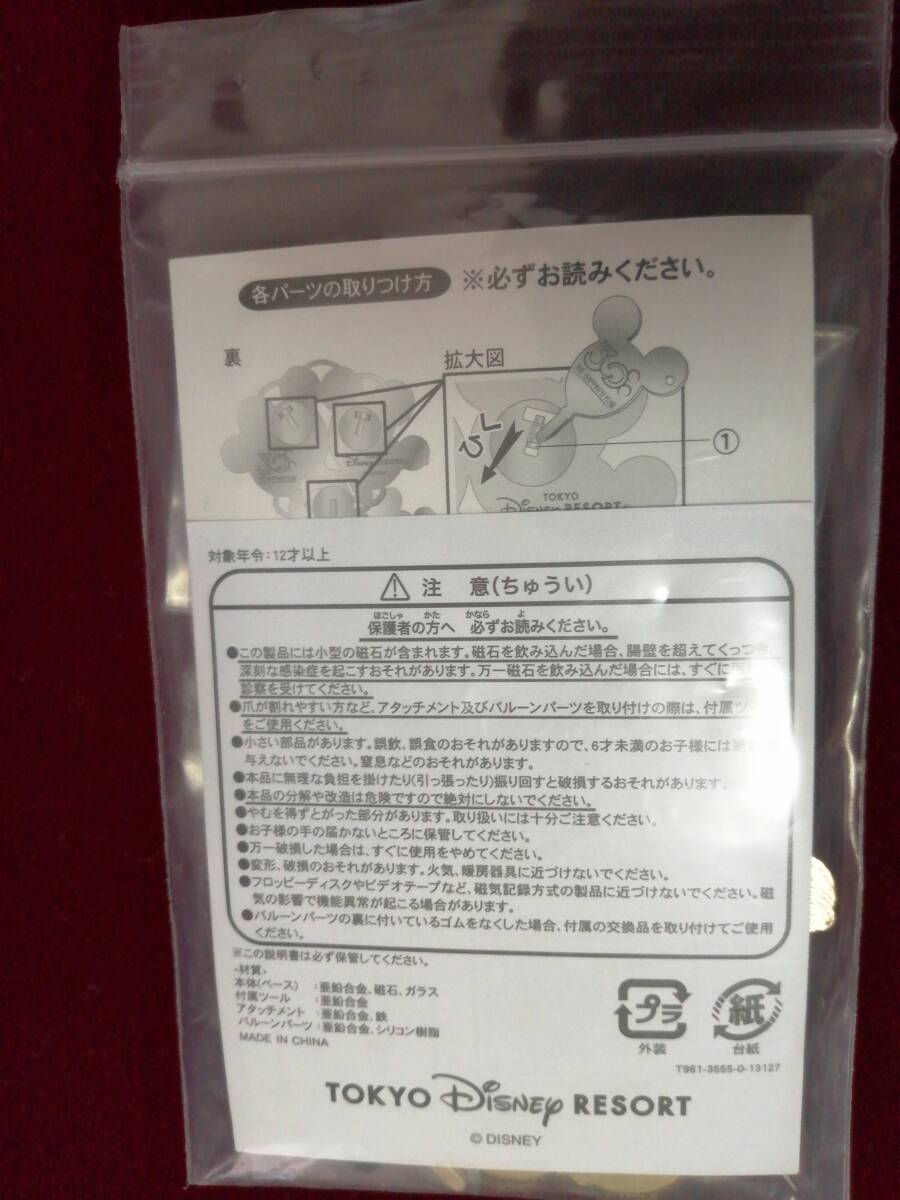 各パーツの取りつけ方
※必ずお読みください。
裏
拡大図
30
THE HAPPIEST YEAR
ひく
①
30
Disney RESORT
TOKYO
Disney RESORT
対象年令:12才以上
⚠ 注 意(ちゅうい)
ほごしゃ かた かなら よ
保護者の方へ 必ずお読みください。
●この製品には小型の磁石が含まれます。磁石を飲み込んだ場合、腸壁を超えてくっつき、
深刻な感染症を起こすおそれがあります。万一磁石を飲み込んだ場合には、すぐに
診察を受けてください。
●爪が割れやすい方など、アタッチメント及びバルーンパーツを取り付けの際は、付属ツ
をご使用ください。
●小さい部品があります。誤飲、誤食のおそれがありますので、6才未満のお子様には絶
与えないでください。窒息などのおそれがあります。
●本品に無理な負担を掛けたり(引っ張ったり)振り回すと破損するおそれがあります。
●本品の分解や改造は危険ですので絶対にしないでください。
●やむを得ずとがった部分があります。取り扱いには十分ご注意ください。
●お子様の手の届かないところに保管してください。
●万一破損した場合は、すぐに使用をやめてください。
●変形、破損のおそれがあります。火気、暖房器具に近づけないでください。
●フロッピーディスクやビデオテープなど、磁気記録方式の製品に近づけないでください。磁
気の影響で機能異常が起こる場合があります。
●バルーンパーツの裏に付いているゴムをなくした場合、付属の交換品を取り付けてご使用
ください。
※この説明書は必ず保管してください。
<材質>
本体(ベース) :亜鉛合金、磁石、ガラス
付属ツール :亜鉛合金
アタッチメント :亜鉛合金、鉄
バルーンパーツ :亜鉛合金、シリコン樹脂
MADE IN CHINA
プラ
外装
紙
台紙
T961-3555-0-13127
TOKYO Disney RESORT
© DISNEY